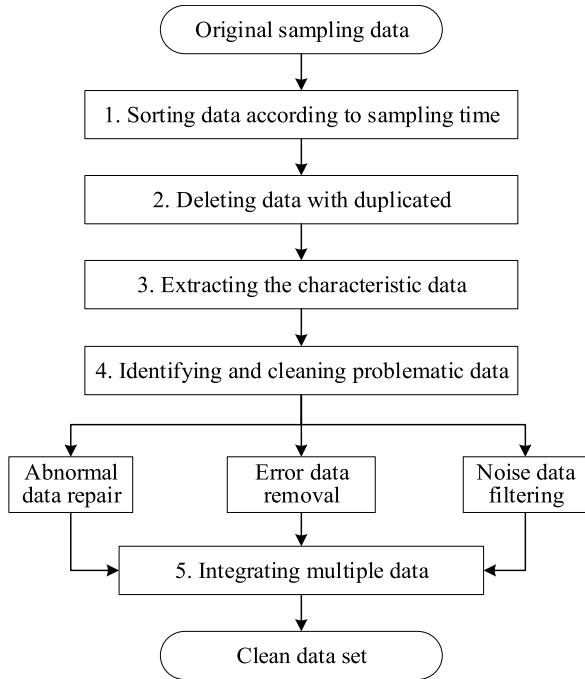 Original sampling data
1. Sorting data according to sampling time
2. Deleting data with duplicated
3. Extracting the characteristic data
4. Identifying and cleaning problematic data
Abnormal
data repair
Error data
removal
Noise data
filtering
5. Integrating multiple data
Clean data set